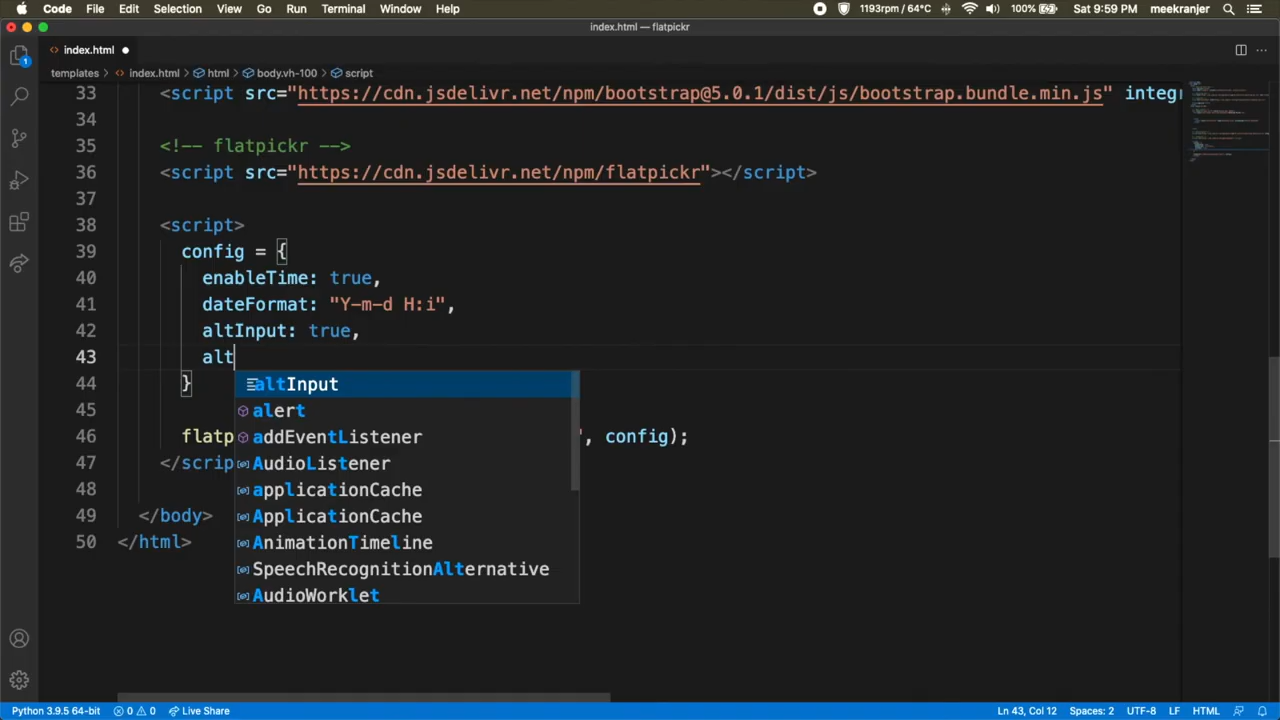 Code File Edit Selection View Go Run Terminal Window Help 1193rpm / 64°C 100% Sat 9:59 PM meekranjer
index.html — flatpickr
<> index.html
templates > <> index.html > html > body.vh-100 > script
33 <script src="https://cdn.jsdelivr.net/npm/bootstrap@5.0.1/dist/js/bootstrap.bundle.min.js" integr
34
35 <!-- flatpickr -->
36 <script src="https://cdn.jsdelivr.net/npm/flatpickr"></script>
37
38 <script>
39 config = {
40 enableTime: true,
41 dateFormat: "Y-m-d H:i",
42 altInput: true,
43 alt
44 }
altInput
45
alert
46 flatp ", config);
addEventListener
47 </scrip
AudioListener
48
applicationCache
49 </body>
ApplicationCache
50 </html>
AnimationTimeline
SpeechRecognitionAlternative
AudioWorklet
1
Python 3.9.5 64-bit 0 0 Live Share Ln 43, Col 12 Spaces: 2 UTF-8 LF HTML